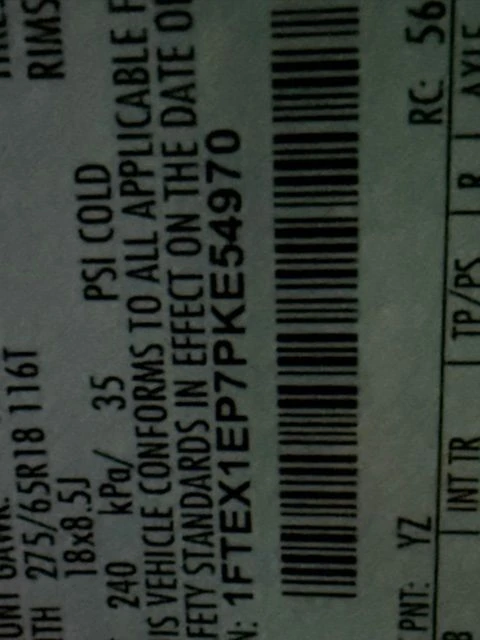 RIMS
275/65R18 116T
18x8.5J
240 kPa/ 35 PSI COLD
IS VEHICLE CONFORMS TO ALL APPLICABLE F
FETY STANDARDS IN EFFECT ON THE DATE O
N: 1FTEX1EP7PKE54970
PNT: YZ RC: 56
INT TR TP/PS R AXLE